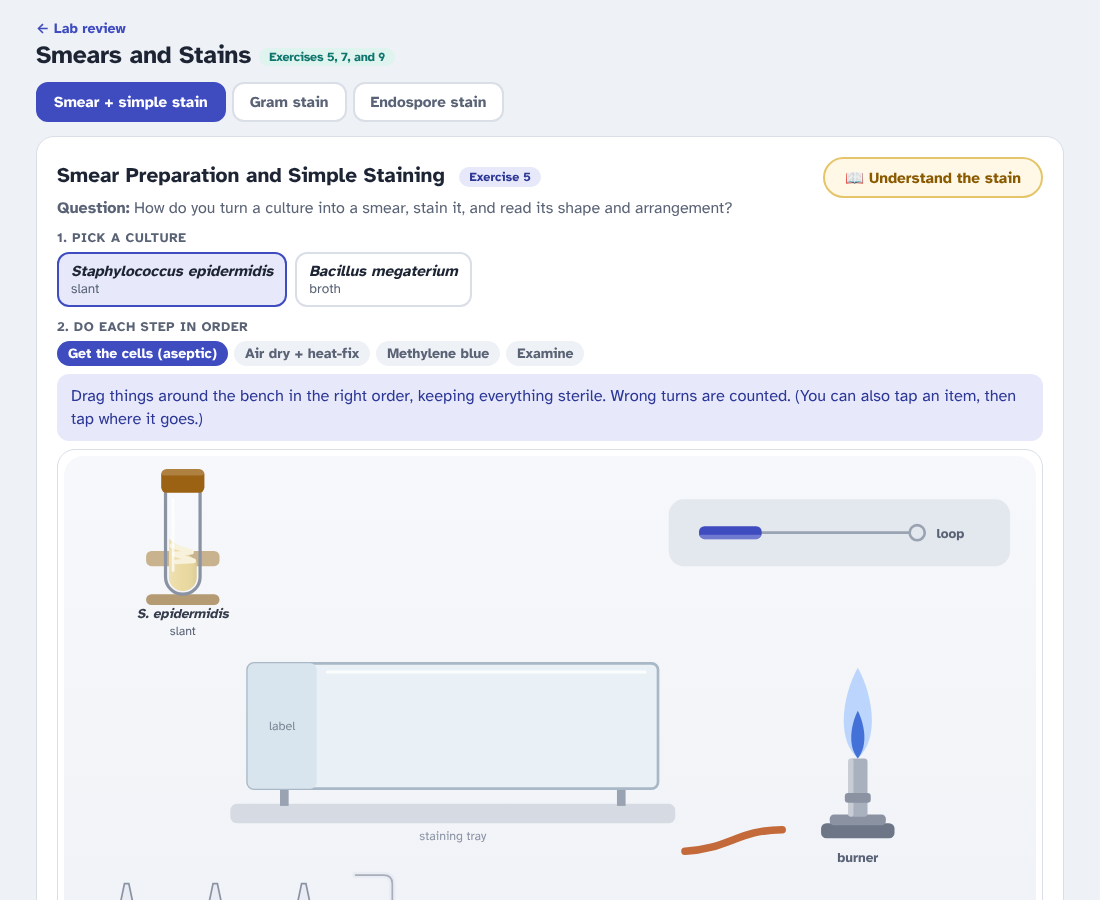 ← Lab review
Smears and Stains Exercises 5, 7, and 9
Smear + simple stain Gram stain Endospore stain
Smear Preparation and Simple Staining Exercise 5
📖 Understand the stain
Question: How do you turn a culture into a smear, stain it, and read its shape and arrangement?
1. PICK A CULTURE
Staphylococcus epidermidis
slant
Bacillus megaterium
broth
2. DO EACH STEP IN ORDER
Get the cells (aseptic) Air dry + heat-fix Methylene blue Examine
Drag things around the bench in the right order, keeping everything sterile. Wrong turns are counted. (You can also tap an item, then
tap where it goes.)
loop
S. epidermidis
slant
label
staining tray
burner